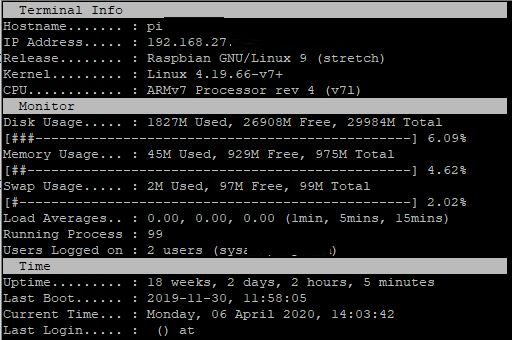 Terminal Info
Hostname....... : pi
IP Address..... : 192.168.27.
Release........ : Raspbian GNU/Linux 9 (stretch)
Kernel......... : Linux 4.19.66-v7+
CPU............ : ARMv7 Processor rev 4 (v7l)
Monitor
Disk Usage..... : 1827M Used, 26908M Free, 29984M Total
[###-----------------------------------------------] 6.09%
Memory Usage... : 45M Used, 929M Free, 975M Total
[##------------------------------------------------] 4.62%
Swap Usage..... : 2M Used, 97M Free, 99M Total
[#-------------------------------------------------] 2.02%
Load Averages.. : 0.00, 0.00, 0.00 (1min, 5mins, 15mins)
Running Process : 99
Users Logged on : 2 users
Time
Uptime......... : 18 weeks, 2 days, 2 hours, 5 minutes
Last Boot...... : 2019-11-30, 11:58:05
Current Time... : Monday, 06 April 2020, 14:03:42
Last Login..... :  () at